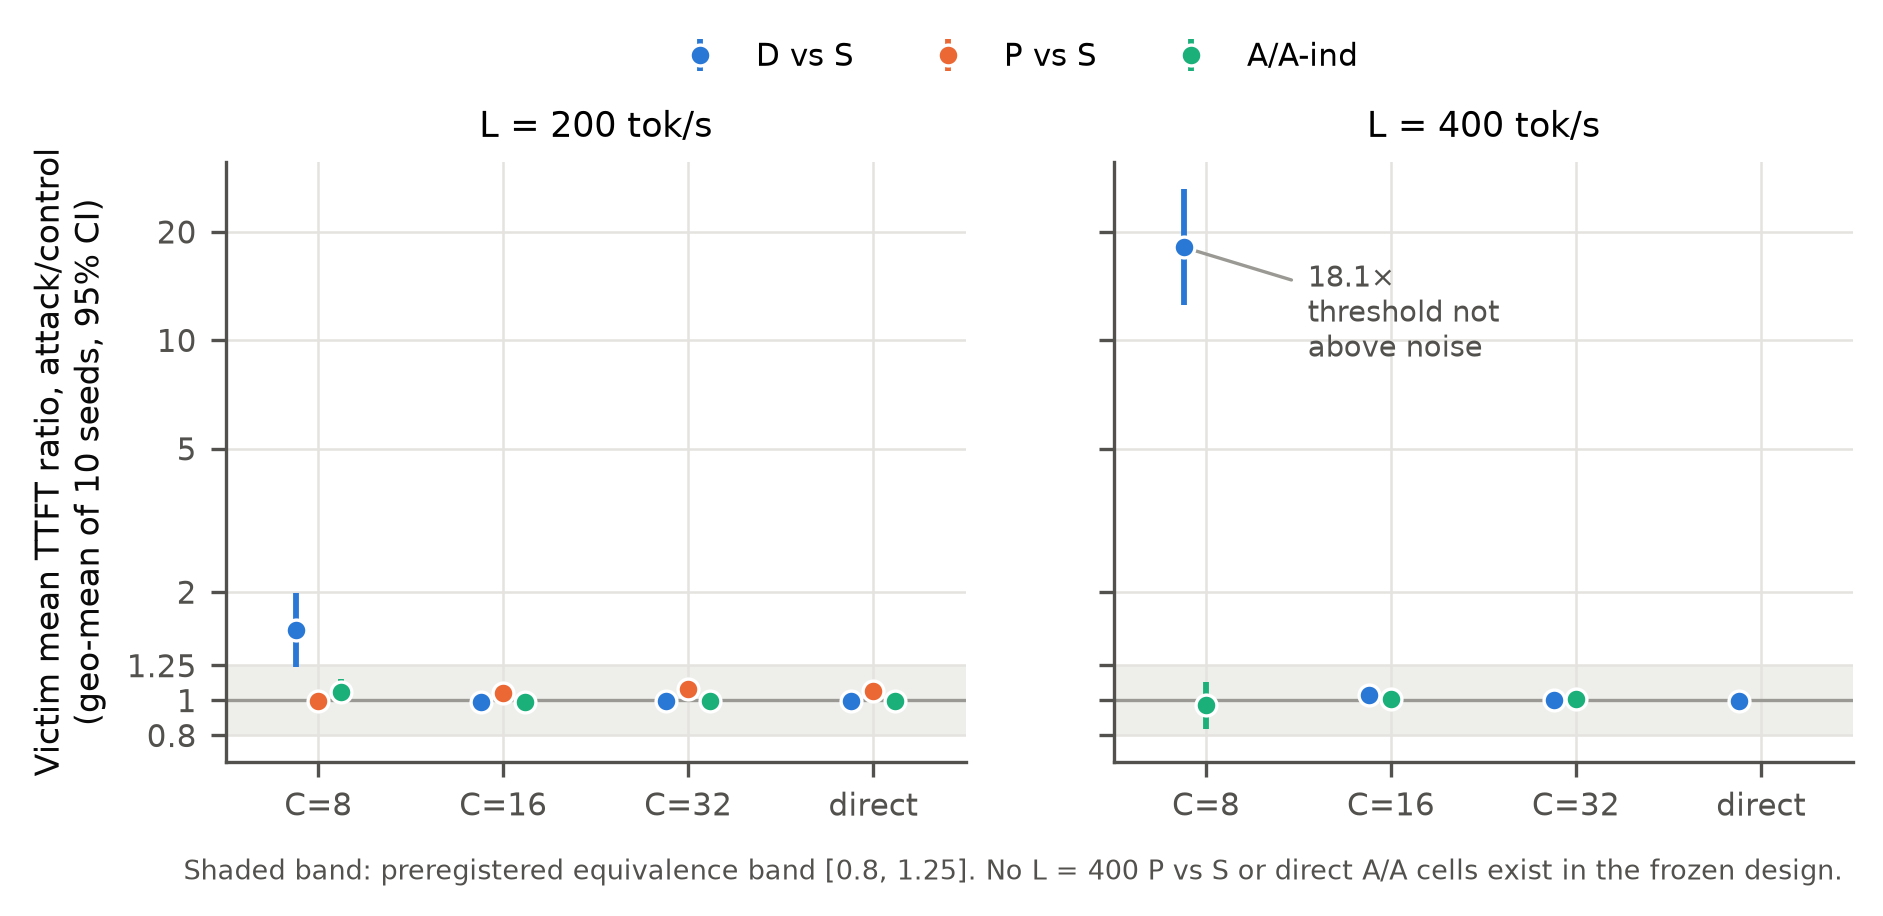 D vs S
P vs S
A/A-ind
L = 200 tok/s
L = 400 tok/s
Victim mean TTFT ratio, attack/control
(geo-mean of 10 seeds, 95% CI)
20
10
5
2
1.25
1
0.8
18.1×
threshold not
above noise
C=8
C=16
C=32
direct
C=8
C=16
C=32
direct
Shaded band: preregistered equivalence band [0.8, 1.25]. No L = 400 P vs S or direct A/A cells exist in the frozen design.